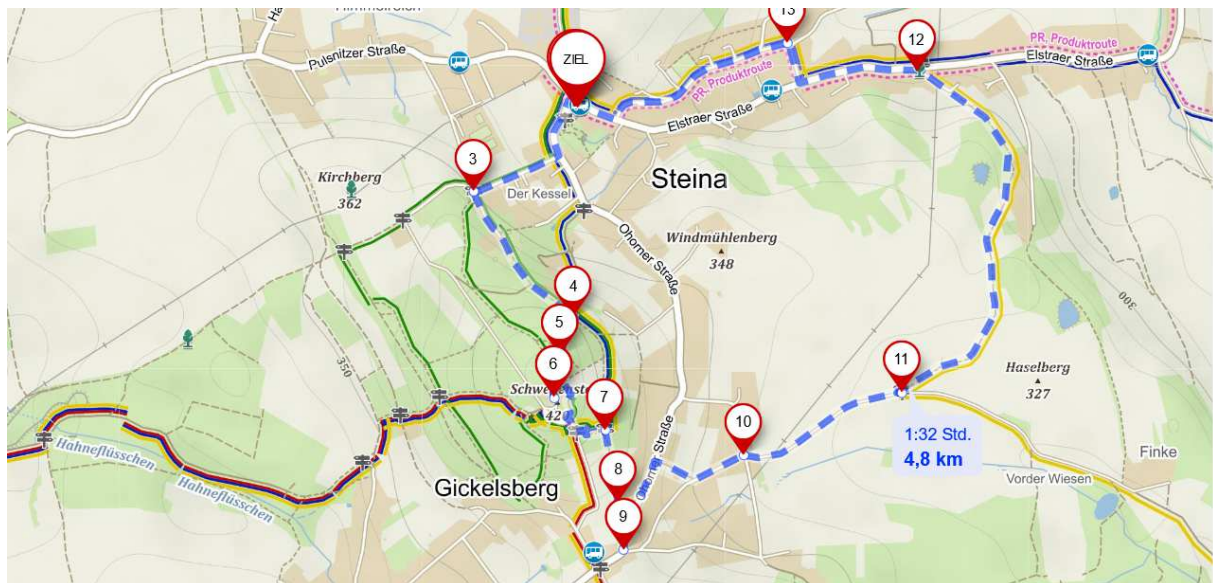 13
12
Pulsnitzer Straße
ZIEL
PR. Produktroute
PR. Produktroute
Elstraer Straße
Elstraer Straße
3
Kirchberg
362
Der Kessel
Steina
Ohorner Straße
Windmühlenberg
348
4
5
6
7
300
350
11
Haselberg
327
1:32 Std.
4,8 km
10
Finke
Vorder Wiesen
Hahneflüsschen
Hahneflüsschen
Gickelsberg
8
9